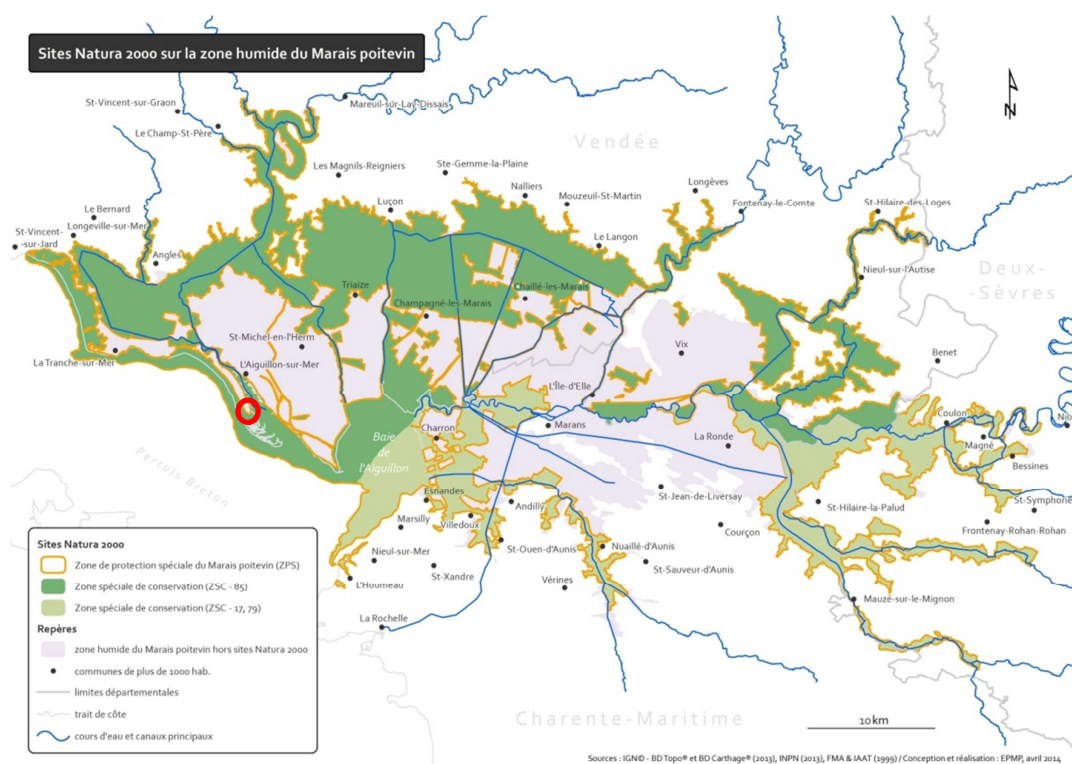 Sites Natura 2000 sur la zone humide du Marais poitevin
St-Vincent-sur-Graon
Mareuil-sur-Lay-Dissais
Le Champ-St-Père
Vendée
N
Les Magnils-Reigniers
Ste-Gemme-la-Plaine
Nalliers
Mouzeuil-St-Martin
Longèves
Fontenay-le-Comte
St-Hilaire-des-Loges
Luçon
Le Bernard
Longeville-sur-Mer
St-Vincent
-sur-Jard
Angles
Le Langon
Nieul-sur-l'Autise
Deux-
-Sèvres
Triaize
Champagné-les-Marais
Chaillé-les-Marais
St-Michel-en-l'Herm
La Tranche-sur-Mer
L'Aiguillon-sur-Mer
Vix
Benet
L'Île-d'Elle
Coulon
Niort
Magné
Bessines
Marans
La Ronde
Charron
Baie
de
l'Aiguillon
Pertuis Breton
Esnandes
Andilly
St-Jean-de-Liversay
St-Hilaire-la-Palud
St-Symphorie
Frontenay-Rohan-Rohan
Marsilly
Villedoux
Courçon
St-Ouen-d'Aunis
Nuaillé-d'Aunis
Nieul-sur-Mer
St-Xandre
St-Sauveur-d'Aunis
L'Houmeau
Vérines
Mauzé-sur-le-Mignon
La Rochelle
Charente-Maritime
Sites Natura 2000
Zone de protection spéciale du Marais poitevin (ZPS)
Zone spéciale de conservation (ZSC - 85)
Zone spéciale de conservation (ZSC - 17, 79)
Repères
zone humide du Marais poitevin hors sites Natura 2000
communes de plus de 1000 hab.
limites départementales
trait de côte
cours d'eau et canaux principaux
10 km
Sources : IGN© - BD Topo® et BD Carthage® (2013), INPN (2013), FMA & IAAT (1999) / Conception et réalisation : EPMP, avril 2014